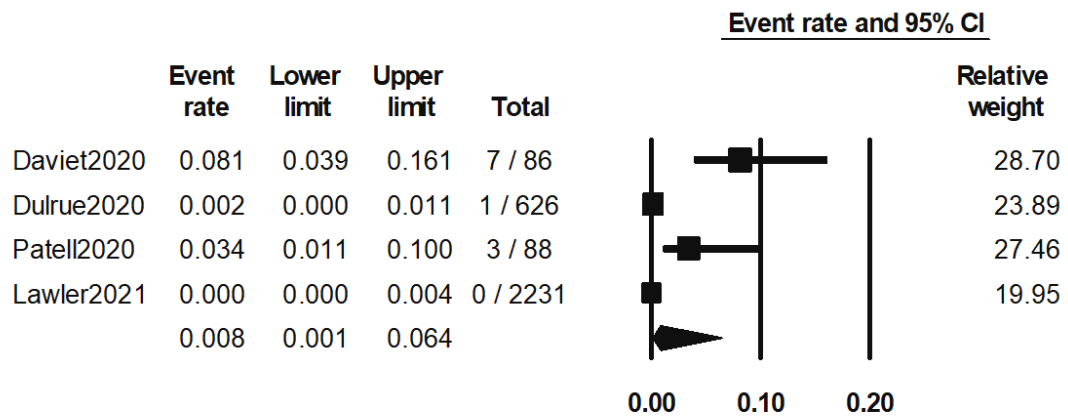 Event rate and 95% CI
Event rate Lower limit Upper limit Total Relative weight
Daviet2020 0.081 0.039 0.161 7 / 86 28.70
Dulrue2020 0.002 0.000 0.011 1 / 626 23.89
Patell2020 0.034 0.011 0.100 3 / 88 27.46
Lawler2021 0.000 0.000 0.004 0 / 2231 19.95
0.008 0.001 0.064
0.00 0.10 0.20